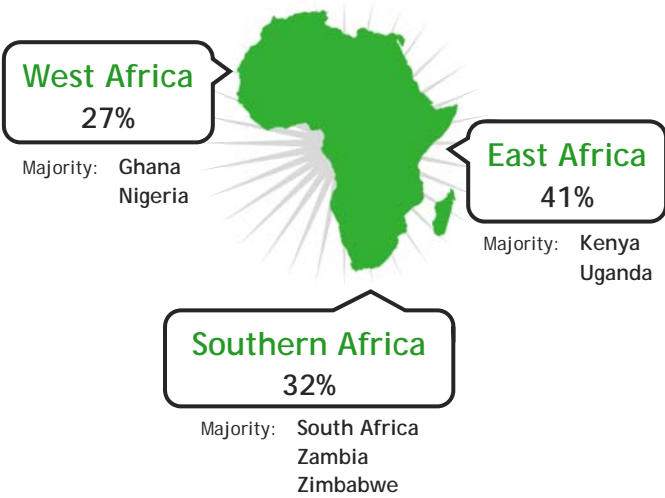 West Africa
27%
Majority: Ghana
Nigeria
East Africa
41%
Majority: Kenya
Uganda
Southern Africa
32%
Majority: South Africa
Zambia
Zimbabwe